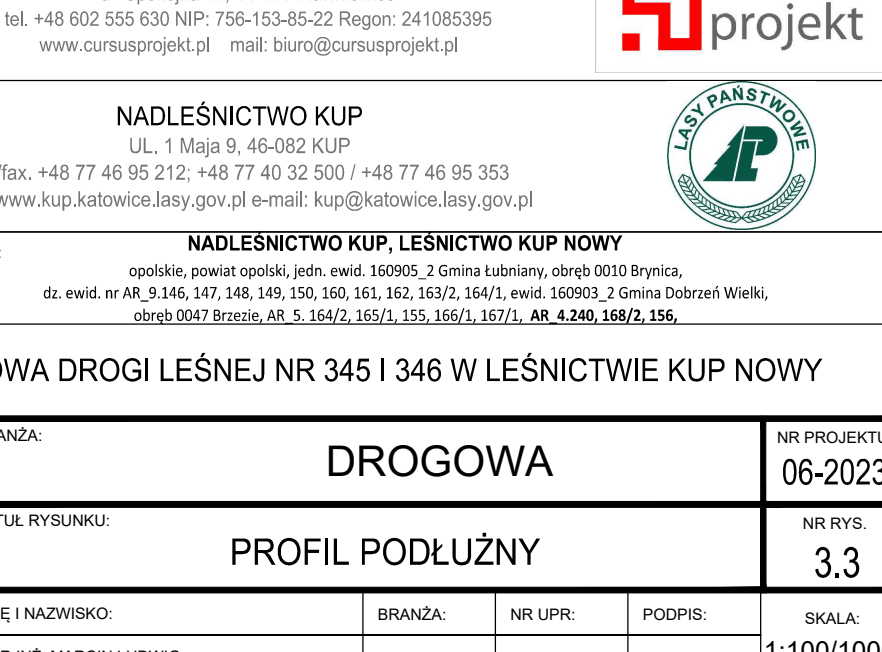 tel. +48 602 555 630 NIP: 756-153-85-22 Regon: 241085395
www.cursusprojekt.pl mail: biuro@cursusprojekt.pl
projekt
NADLEŚNICTWO KUP
UL. 1 Maja 9, 46-082 KUP
/fax. +48 77 46 95 212; +48 77 40 32 500 / +48 77 46 95 353
www.kup.katowice.lasy.gov.pl e-mail: kup@katowice.lasy.gov.pl
LASY PAŃSTWOWE
NADLEŚNICTWO KUP, LEŚNICTWO KUP NOWY
opolskie, powiat opolski, jedn. ewid. 160905_2 Gmina Łubniany, obręb 0010 Brynica,
dz. ewid. nr AR_9.146, 147, 148, 149, 150, 160, 161, 162, 163/2, 164/1, ewid. 160903_2 Gmina Dobrzeń Wielki,
obręb 0047 Brzezie, AR_5. 164/2, 165/1, 155, 166/1, 167/1, AR_4.240, 168/2, 156,
OWA DROGI LEŚNEJ NR 345 I 346 W LEŚNICTWIE KUP NOWY
ANŻA:
DROGOWA
NR PROJEKTU
06-2023
TUŁ RYSUNKU:
PROFIL PODŁUŻNY
NR RYS.
3.3
Ę I NAZWISKO:
BRANŻA:
NR UPR:
PODPIS:
SKALA:
1:100/100